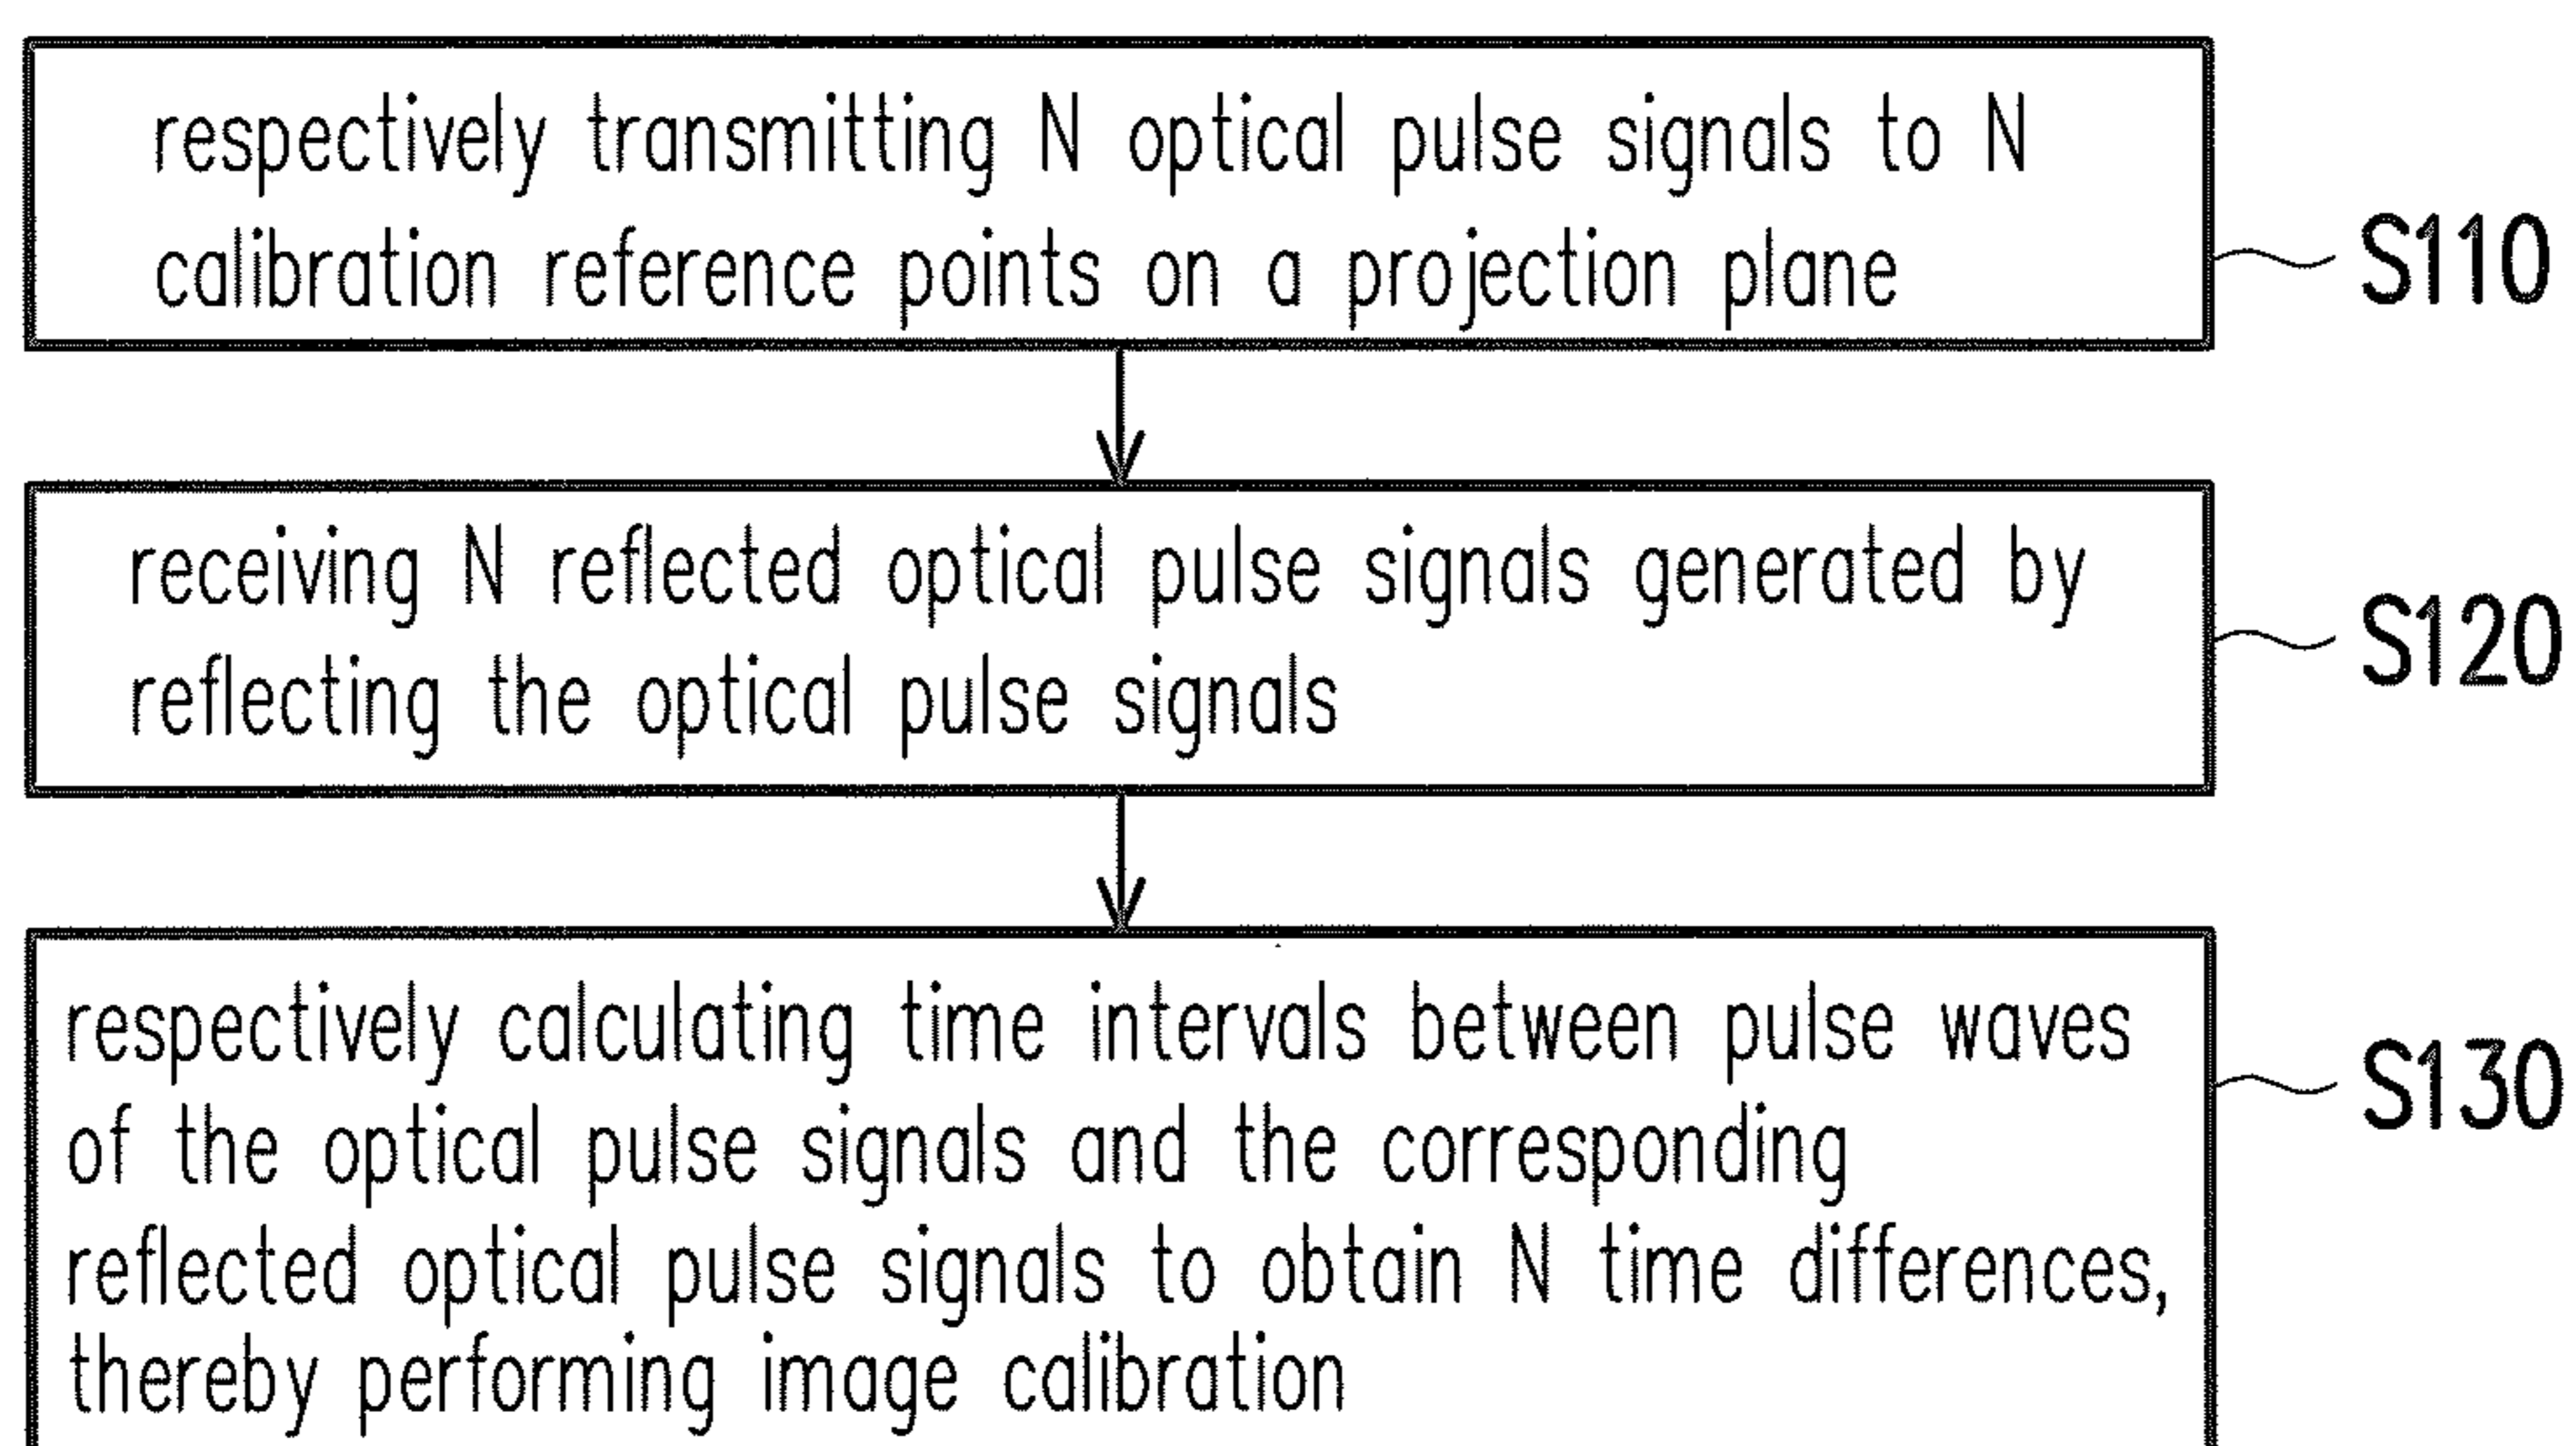 respectively transmitting N optical pulse signals to N
calibration reference points on a projection plane
S110
receiving N reflected optical pulse signals generated by
reflecting the optical pulse signals
S120
respectively calculating time intervals between pulse waves
of the optical pulse signals and the corresponding
reflected optical pulse signals to obtain N time differences,
thereby performing image calibration
S130